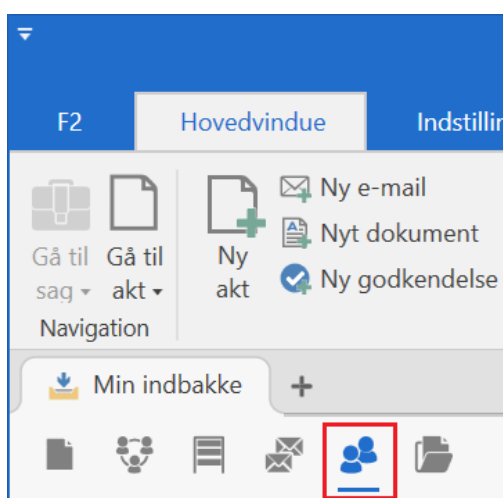 F2 Hovedvindue Indstillin
Gå til sag
Gå til akt
Ny akt
Ny e-mail
Nyt dokument
Ny godkendelse
Navigation
Min indbakke +